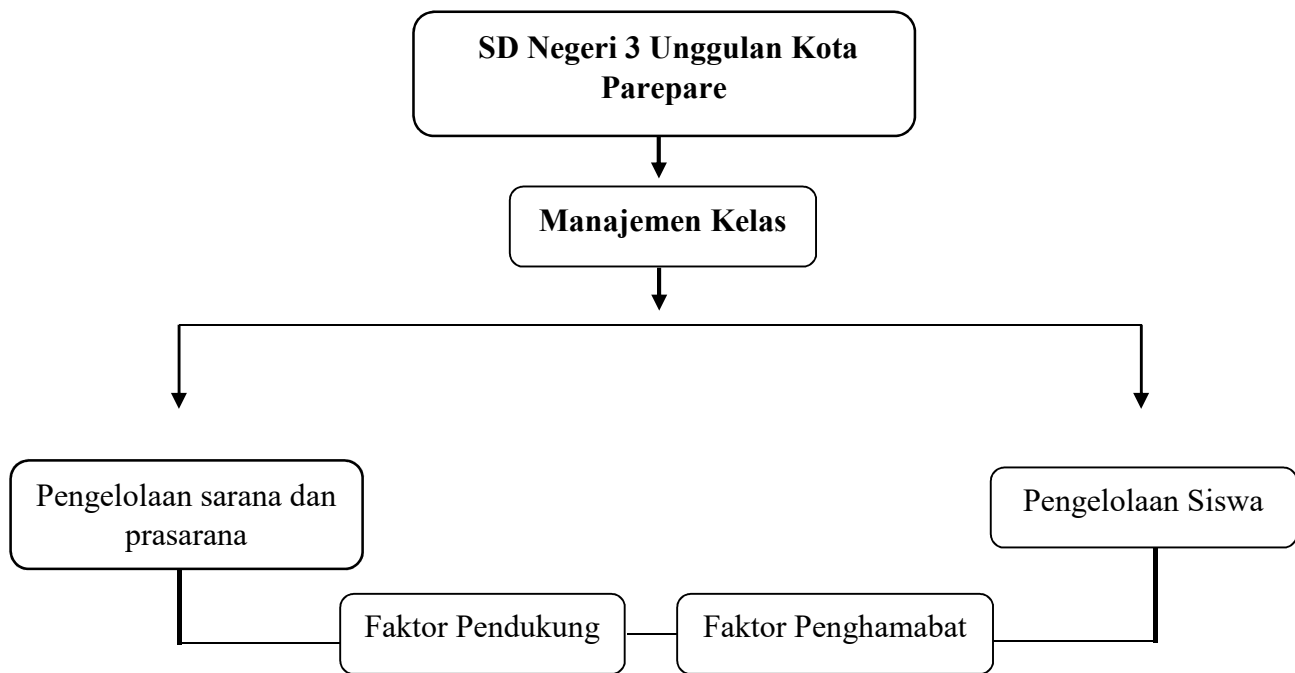 SD Negeri 3 Unggulan Kota
Parepare
Manajemen Kelas
Pengelolaan sarana dan
prasarana
Pengelolaan Siswa
Faktor Pendukung
Faktor Penghamabat